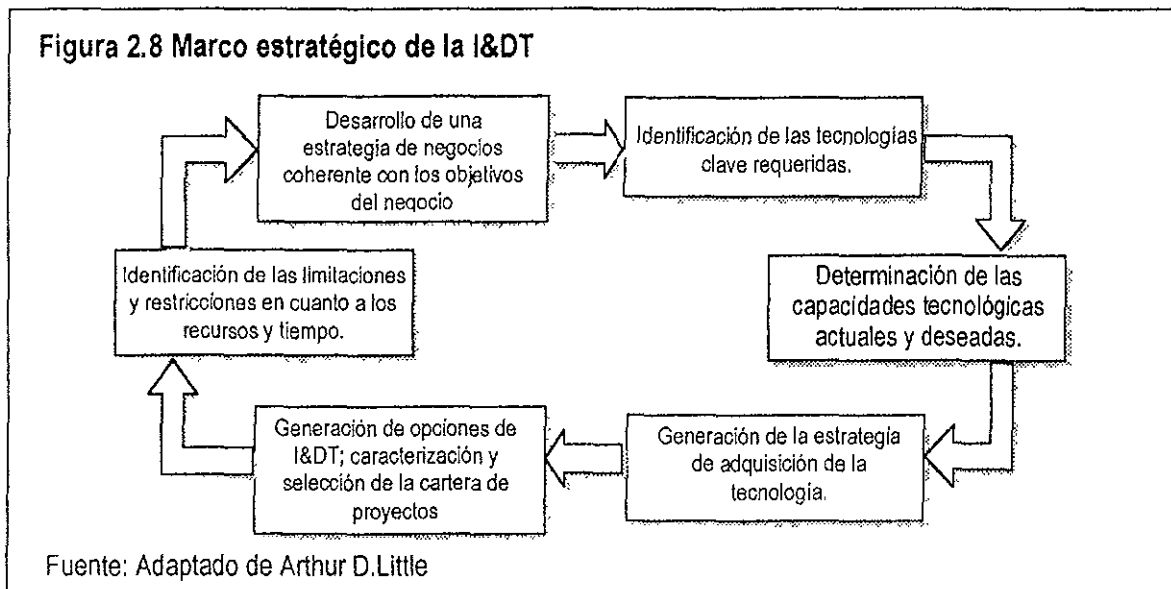 Figura 2.8 Marco estratégico de la I&DT
Desarrollo de una
estrategia de negocios
coherente con los objetivos
del negocio
Identificación de las tecnologías
clave requeridas.
Determinación de las
capacidades tecnológicas
actuales y deseadas.
Generación de la estrategia
de adquisición de la
tecnología.
Generación de opciones de
I&DT; caracterización y
selección de la cartera de
proyectos
Identificación de las limitaciones
y restricciones en cuanto a los
recursos y tiempo.
Fuente: Adaptado de Arthur D.Little